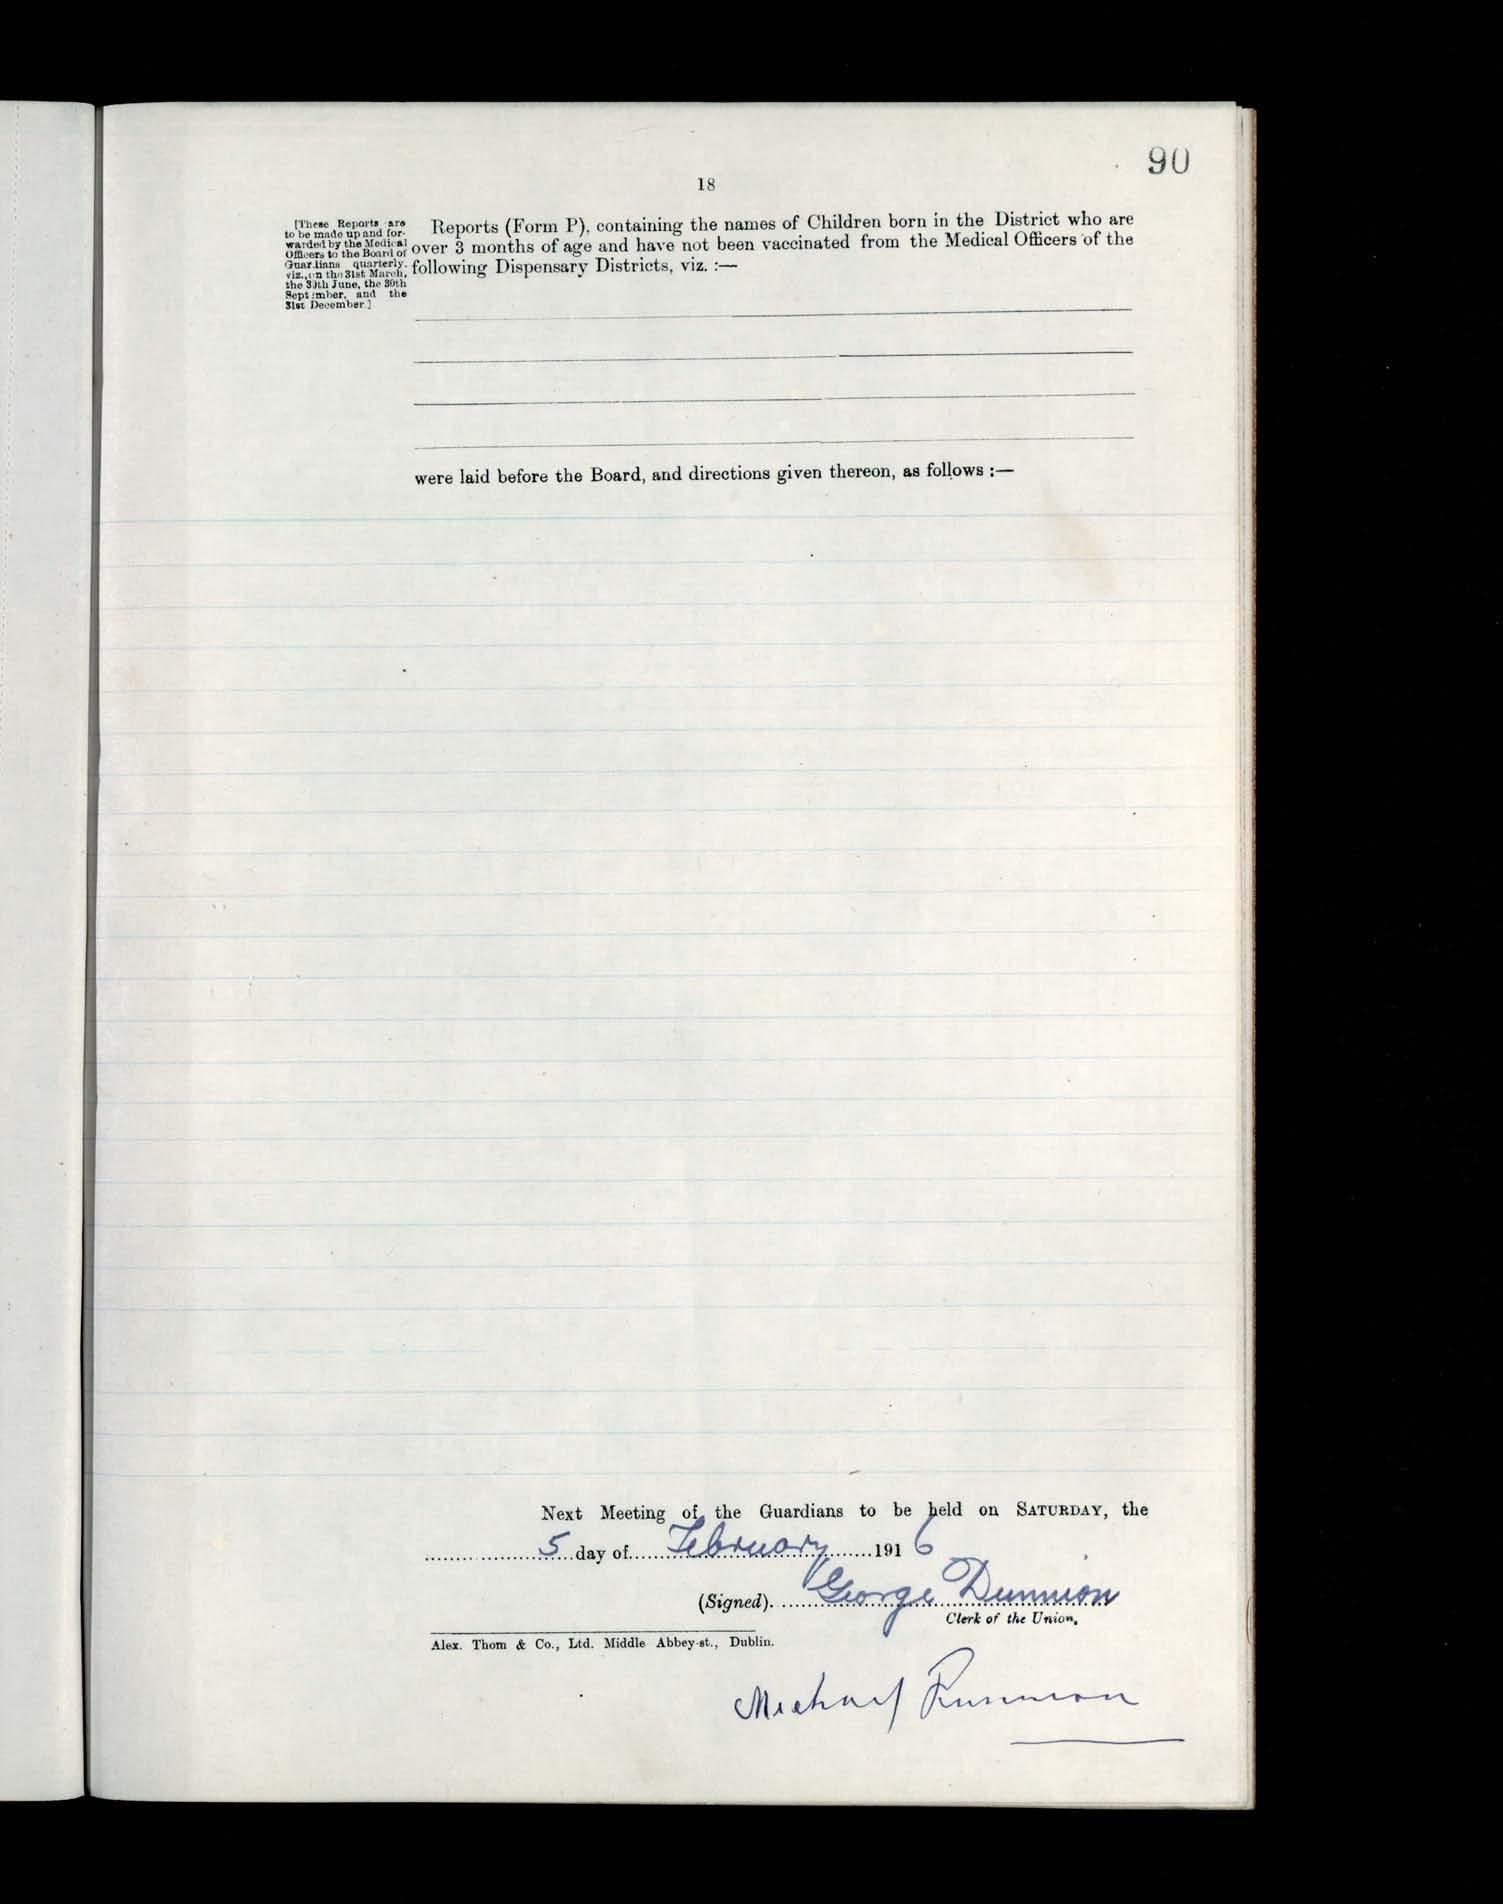 90
18
[These Reports are
to be made up and for-
warded by the Medical
Officers to the Board of
Guardians quarterly,
viz., on the 31st March,
the 30th June, the 30th
September, and the
31st December.]
Reports (Form P), containing the names of Children born in the District who are
over 3 months of age and have not been vaccinated from the Medical Officers of the
following Dispensary Districts, viz. :—
were laid before the Board, and directions given thereon, as follows :—
Next Meeting of the Guardians to be held on SATURDAY, the
5 day of February 1916
(Signed) George Dunnion
Clerk of the Union.
Alex. Thom & Co., Ltd. Middle Abbey-st., Dublin.
Michael